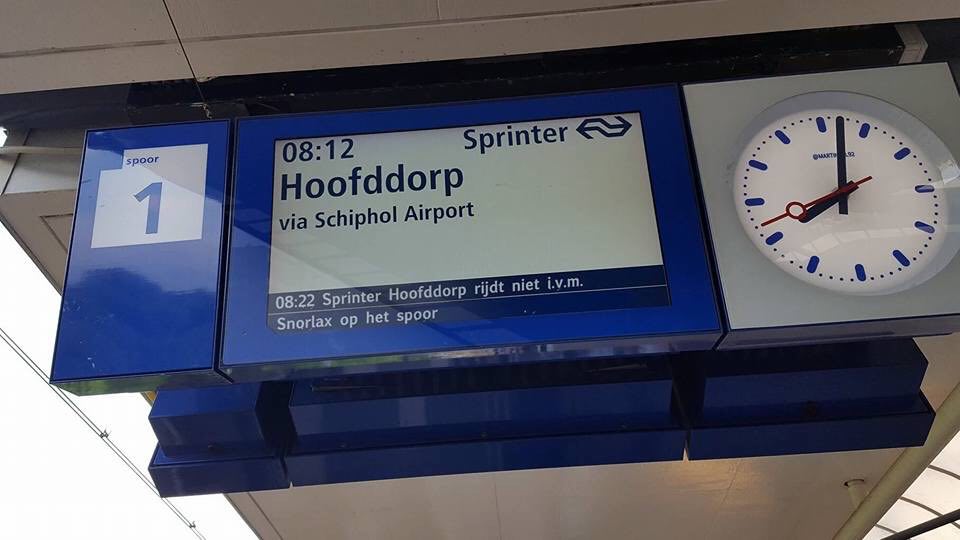 spoor
1
08:12
Sprinter
Hoofddorp
via Schiphol Airport
08:22 Sprinter Hoofddorp rijdt niet i.v.m.
Snorlax op het spoor